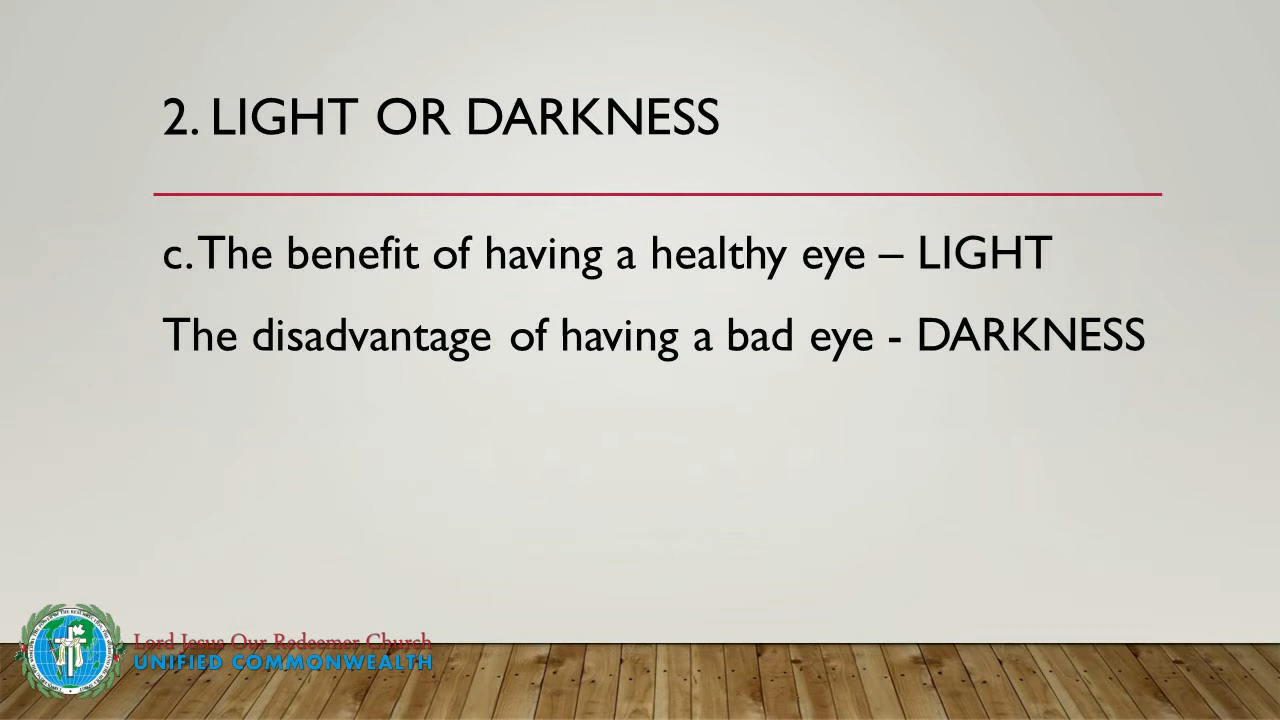 2. LIGHT OR DARKNESS
c. The benefit of having a healthy eye – LIGHT
The disadvantage of having a bad eye - DARKNESS
Lord Jesus Our Redeemer Church
UNIFIED COMMONWEALTH